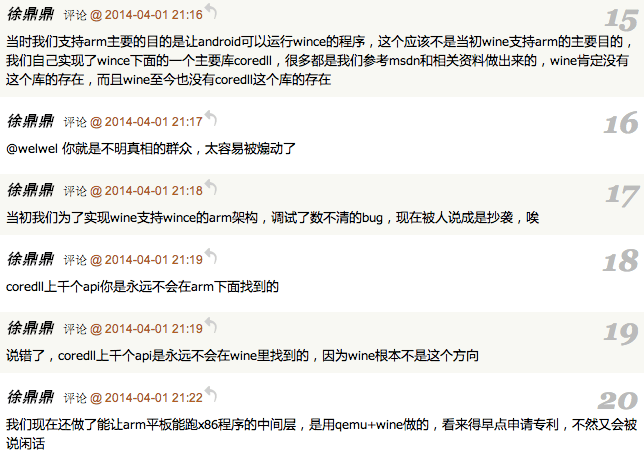 徐鼎鼎 评论 @ 2014-04-01 21:16 15
当时我们支持arm主要的目的是让android可以运行wince的程序，这个应该不是当初wine支持arm的主要目的，
我们自己实现了wince下面的一个主要库coredll，很多都是我们参考msdn和相关资料做出来的，wine肯定没有
这个库的存在，而且wine至今也没有coredll这个库的存在
徐鼎鼎 评论 @ 2014-04-01 21:17 16
@welwel 你就是不明真相的群众，太容易被煽动了
徐鼎鼎 评论 @ 2014-04-01 21:18 17
当初我们为了实现wine支持wince的arm架构，调试了数不清的bug，现在被人说成是抄袭，唉
徐鼎鼎 评论 @ 2014-04-01 21:19 18
coredll上千个api你是永远不会在arm下面找到的
徐鼎鼎 评论 @ 2014-04-01 21:19 19
说错了，coredll上千个api是永远不会在wine里找到的，因为wine根本不是这个方向
徐鼎鼎 评论 @ 2014-04-01 21:22 20
我们现在还做了能让arm平板能跑x86程序的中间层，是用qemu+wine做的，看来得早点申请专利，不然又会被
说闲话